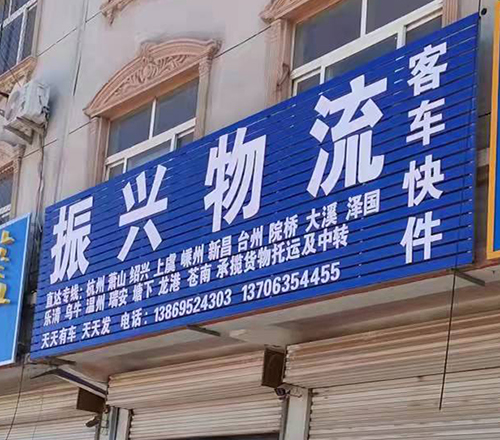 振兴物流
客车快件
直达专线：杭州 萧山 绍兴 上虞 嵊州 新昌 台州 院桥 大溪 泽国
乐清 乌牛 温州 瑞安 塘下 龙港 苍南 承揽货物托运及中转
天天有车 天天发 电话：13869524303 13706354455